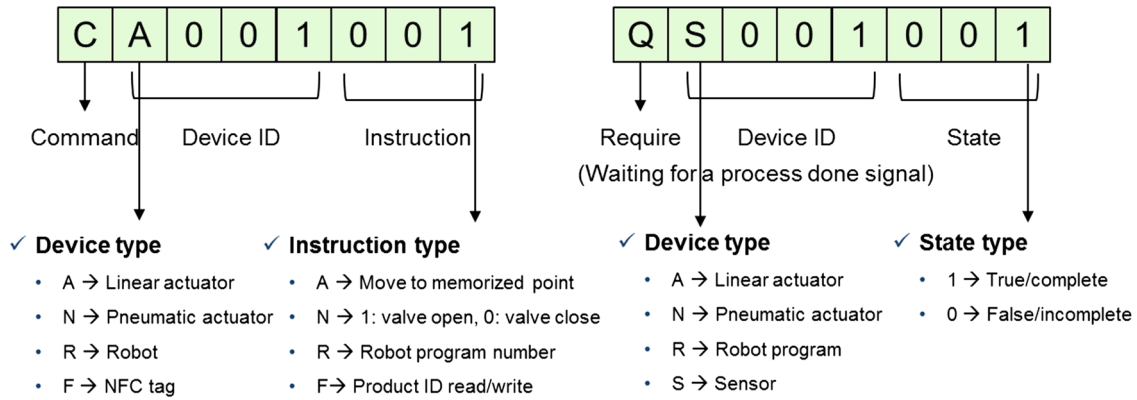 C A 0 0 1 0 0 1
Command Device ID Instruction
✓ Device type
• A → Linear actuator
• N → Pneumatic actuator
• R → Robot
• F → NFC tag
✓ Instruction type
• A → Move to memorized point
• N → 1: valve open, 0: valve close
• R → Robot program number
• F→ Product ID read/write
Q S 0 0 1 0 0 1
Require Device ID State
(Waiting for a process done signal)
✓ Device type
• A → Linear actuator
• N → Pneumatic actuator
• R → Robot program
• S → Sensor
✓ State type
• 1 → True/complete
• 0 → False/incomplete